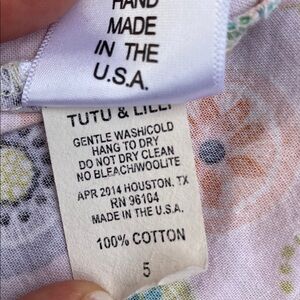 HAND
MADE
IN THE
U.S.A.
TUTU & LILLI
GENTLE WASH/COLD
HANG TO DRY
DO NOT DRY CLEAN
NO BLEACH/WOOLITE
APR 2014 HOUSTON, TX
RN 96104
MADE IN THE U.S.A.
100% COTTON
5